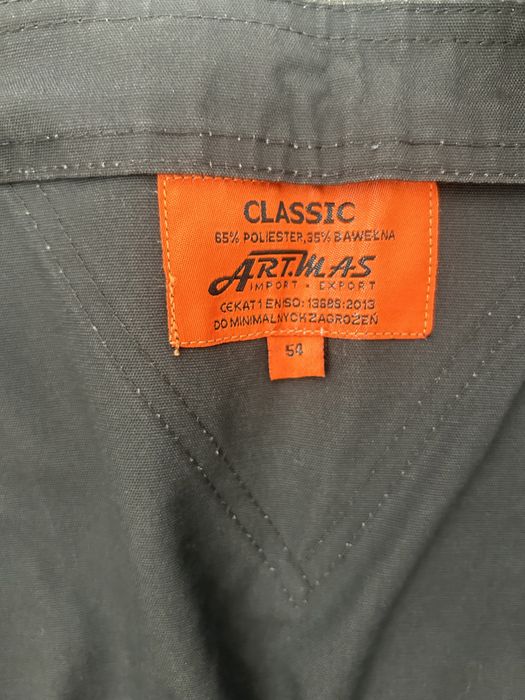 CLASSIC
65% POLIESTER, 35% BAWEŁNA
ART.MAS
IMPORT - EXPORT
CE KAT 1 EN ISO: 13688:2013
DO MINIMALNYCH ZAGROŻEŃ
54